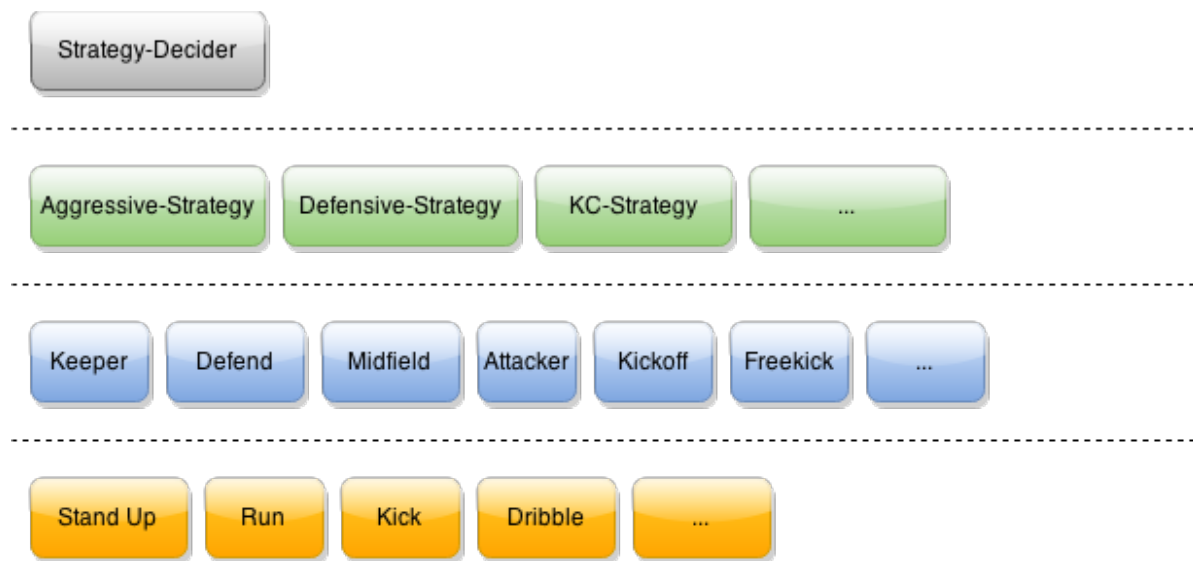 Strategy-Decider
Aggressive-Strategy Defensive-Strategy KC-Strategy ...
Keeper Defend Midfield Attacker Kickoff Freekick ...
Stand Up Run Kick Dribble ...